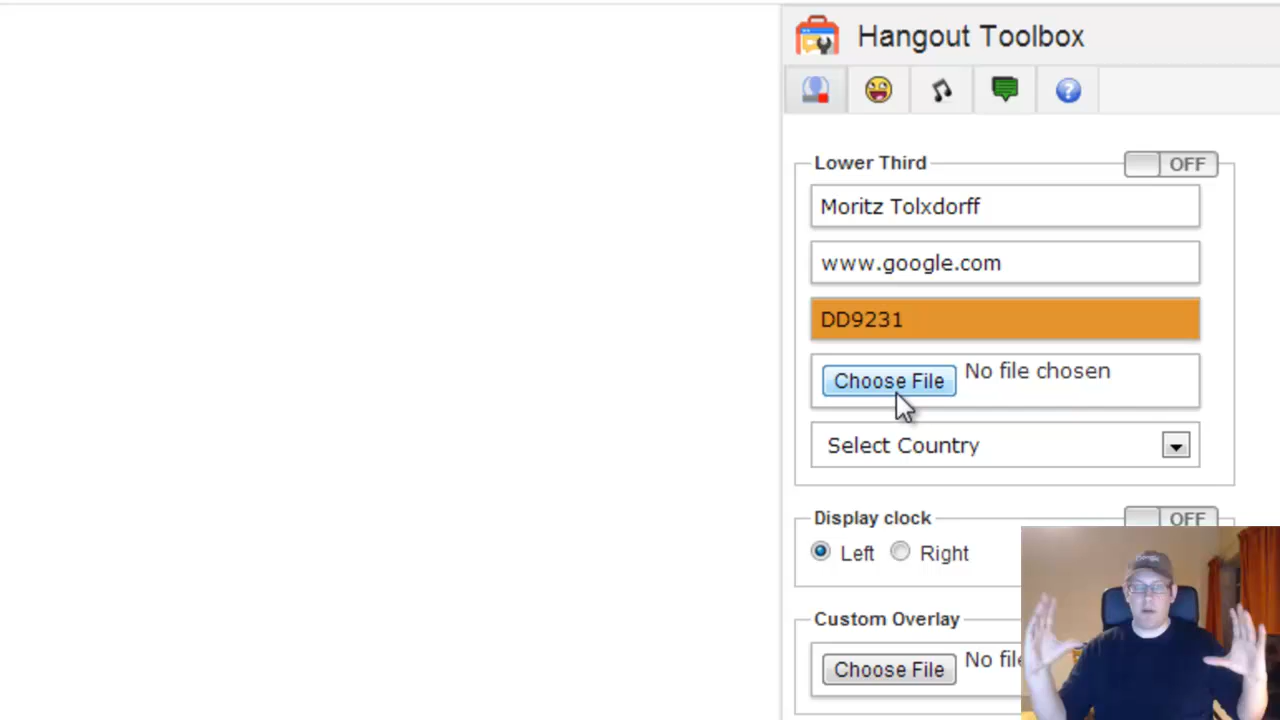 Hangout Toolbox
Lower Third
OFF
Moritz Tolxdorff
www.google.com
DD9231
Choose File No file chosen
Select Country
Display clock
OFF
Left Right
Custom Overlay
Choose File No